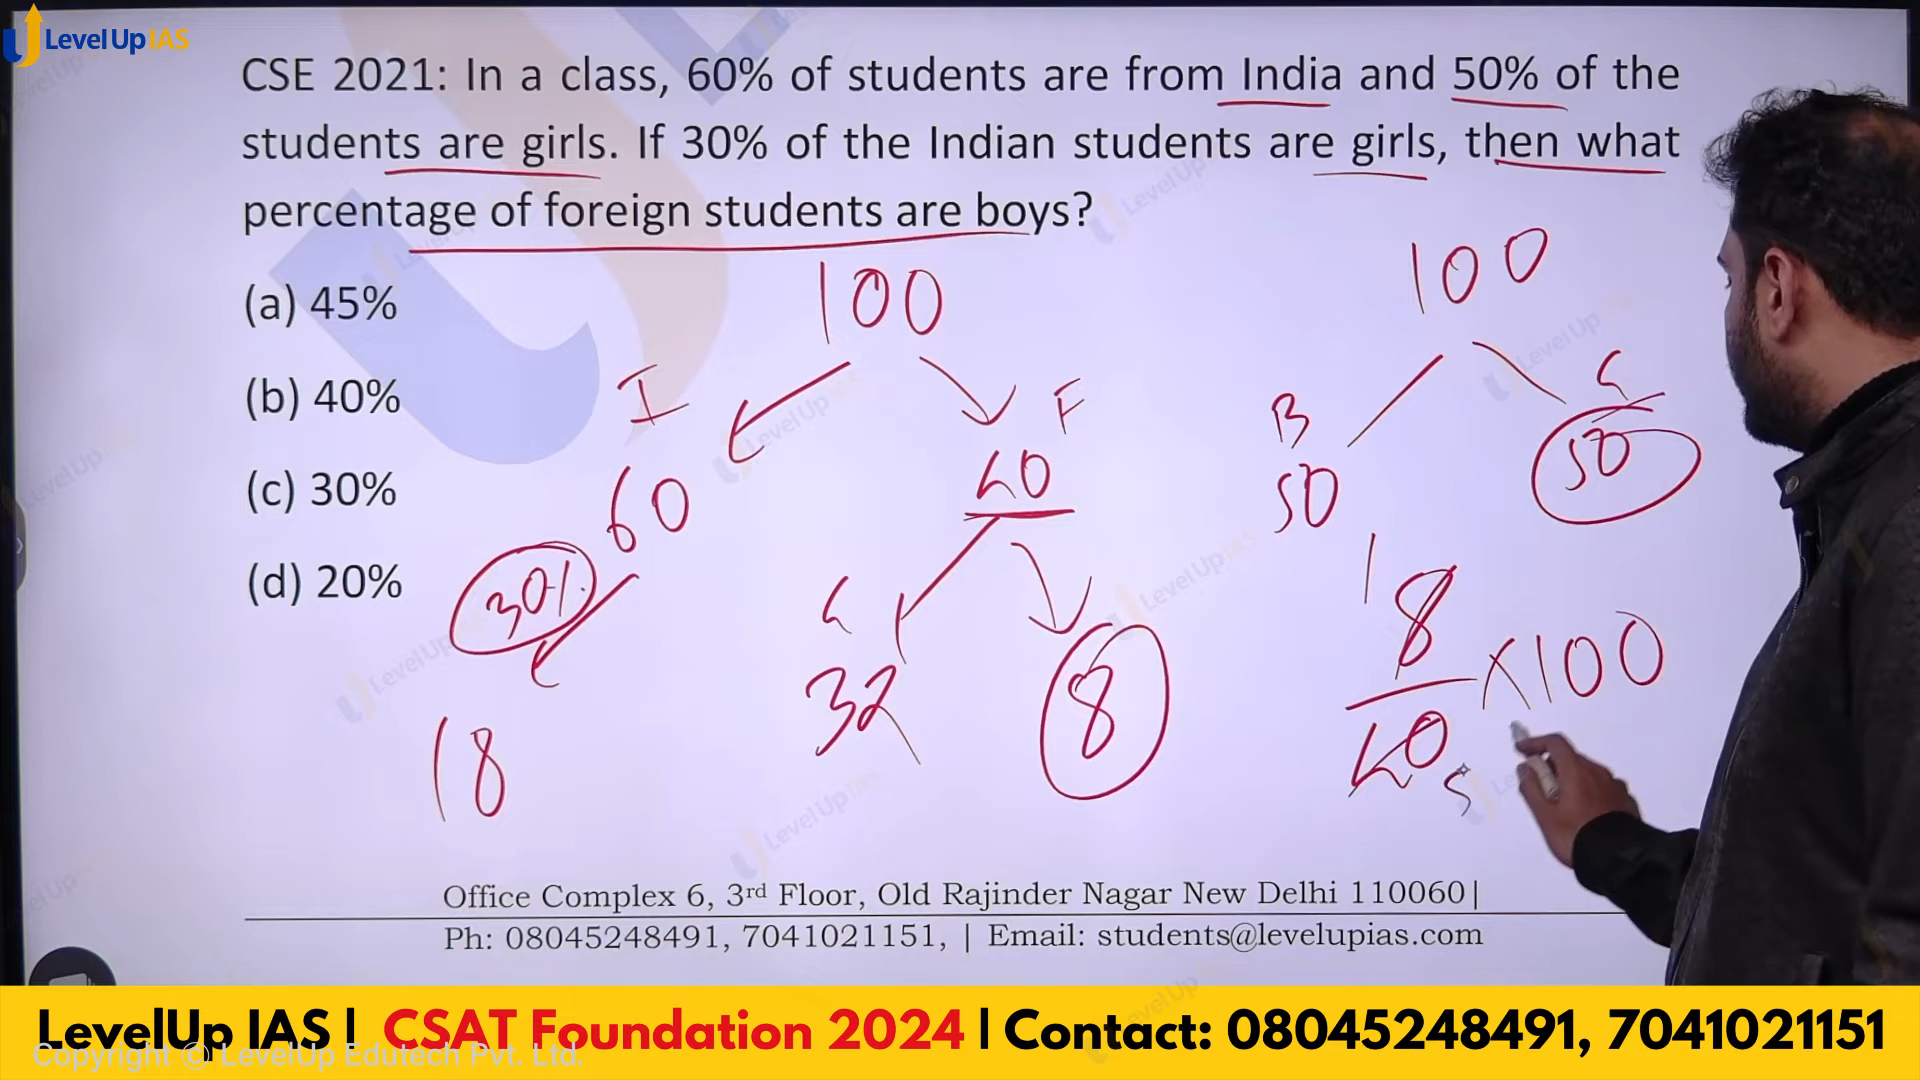 LevelUp IAS
CSE 2021: In a class, 60% of students are from India and 50% of the
students are girls. If 30% of the Indian students are girls, then what
percentage of foreign students are boys?
(a) 45%
(b) 40%
(c) 30%
(d) 20%
100
I
F
60
40
30%
18
G
32
8
100
B
G
50
50
1
8
40
5
×100
Office Complex 6, 3rd Floor, Old Rajinder Nagar New Delhi 110060|
Ph: 08045248491, 7041021151, | Email: students@levelupias.com
LevelUp IAS | CSAT Foundation 2024 | Contact: 08045248491, 7041021151
Copyright © LevelUp Edutech Pvt. Ltd.